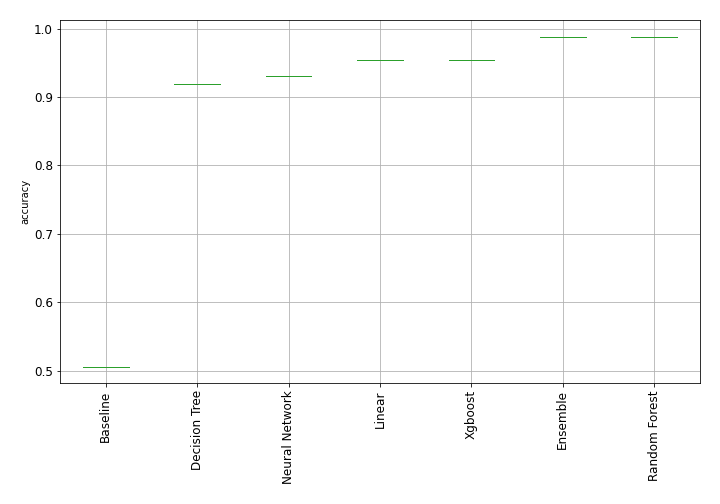 1.0
0.9
0.8
0.7
0.6
0.5
accuracy
Baseline
Decision Tree
Neural Network
Linear
Xgboost
Ensemble
Random Forest